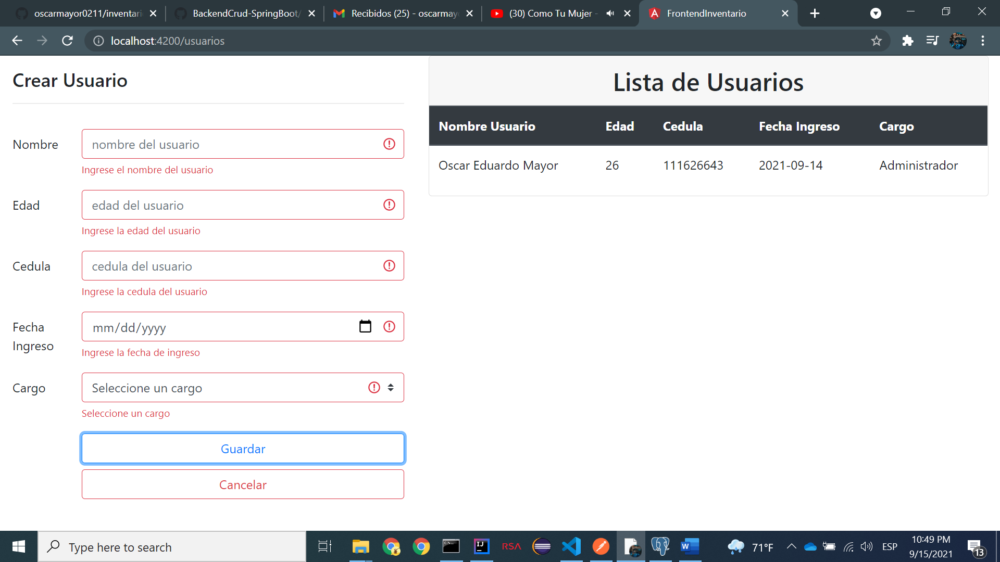 oscarmayor0211/inventari
BackendCrud-SpringBoot/
Recibidos (25) - oscarmay
(30) Como Tu Mujer -
FrontendInventario
localhost:4200/usuarios
Crear Usuario
Nombre
nombre del usuario
Ingrese el nombre del usuario
Edad
edad del usuario
Ingrese la edad del usuario
Cedula
cedula del usuario
Ingrese la cedula del usuario
Fecha Ingreso
mm/dd/yyyy
Ingrese la fecha de ingreso
Cargo
Seleccione un cargo
Seleccione un cargo
Guardar
Cancelar
Lista de Usuarios
Nombre Usuario Edad Cedula Fecha Ingreso Cargo
Oscar Eduardo Mayor 26 111626643 2021-09-14 Administrador
Type here to search
RSA
IJ
W
71°F
ESP
10:49 PM
9/15/2021
13